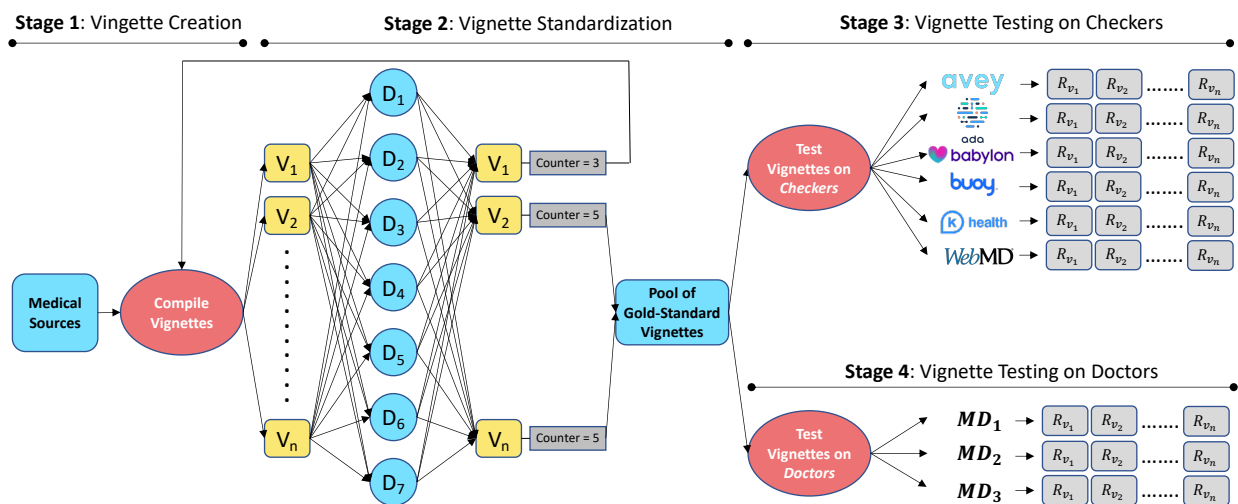 Stage 1: Vingette Creation
Stage 2: Vignette Standardization
Stage 3: Vignette Testing on Checkers
Medical
Sources
Compile
Vignettes
V1
V2
Vn
D1
D2
D3
D4
D5
D6
D7
V1
Counter = 3
V2
Counter = 5
Vn
Counter = 5
Pool of
Gold-Standard
Vignettes
Test
Vignettes on
Checkers
avey
Rv1 Rv2 ....... Rvn
ada
Rv1 Rv2 ....... Rvn
babylon
Rv1 Rv2 ....... Rvn
buoy
Rv1 Rv2 ....... Rvn
k health
Rv1 Rv2 ....... Rvn
WebMD
Rv1 Rv2 ....... Rvn
Stage 4: Vignette Testing on Doctors
Test
Vignettes on
Doctors
MD1 Rv1 Rv2 ....... Rvn
MD2 Rv1 Rv2 ....... Rvn
MD3 Rv1 Rv2 ....... Rvn